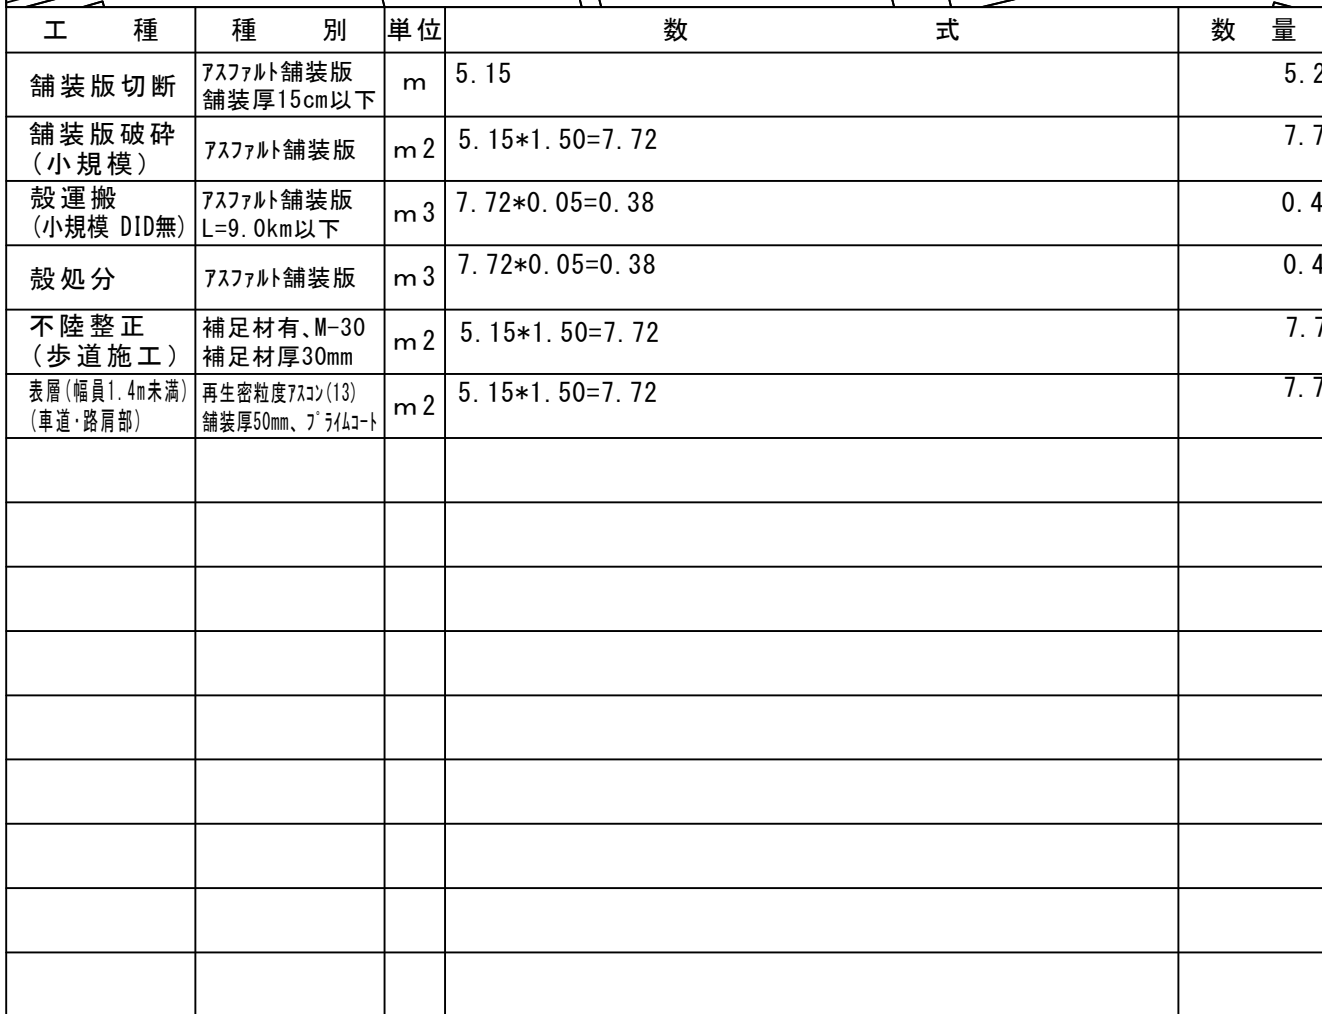 工 種 種 別 単位 数 式 数 量
舗装版切断 ｱｽﾌｧﾙﾄ舗装版 m 5.15 5.2
舗装厚15cm以下
舗装版破砕 ｱｽﾌｧﾙﾄ舗装版 m2 5.15*1.50=7.72 7.7
(小規模)
殻運搬 ｱｽﾌｧﾙﾄ舗装版 m3 7.72*0.05=0.38 0.4
(小規模 DID無) L=9.0km以下
殻処分 ｱｽﾌｧﾙﾄ舗装版 m3 7.72*0.05=0.38 0.4
不陸整正 補足材有、M-30 m2 5.15*1.50=7.72 7.7
(歩道施工) 補足材厚30mm
表層(幅員1.4m未満) 再生密粒度ｱｽｺﾝ(13) m2 5.15*1.50=7.72 7.7
(車道・路肩部) 舗装厚50mm、ﾌﾟﾗｲﾑｺｰﾄ